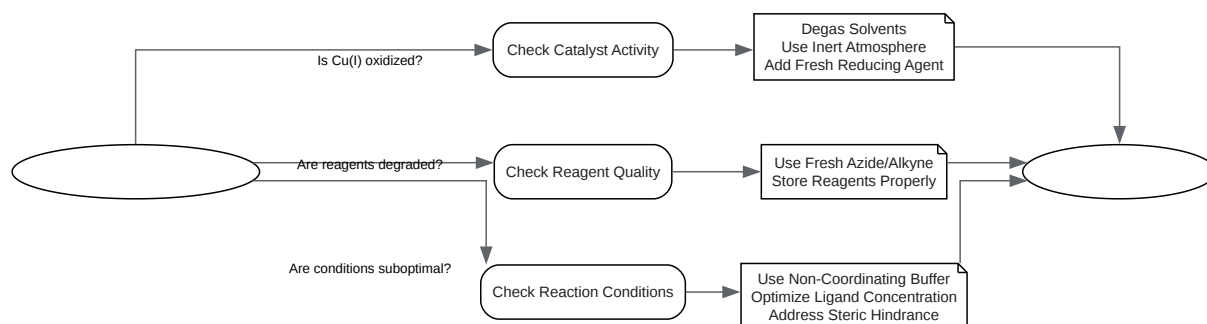 Is Cu(I) oxidized?
Check Catalyst Activity
Degas Solvents
Use Inert Atmosphere
Add Fresh Reducing Agent
Are reagents degraded?
Check Reagent Quality
Use Fresh Azide/Alkyne
Store Reagents Properly
Are conditions suboptimal?
Check Reaction Conditions
Use Non-Coordinating Buffer
Optimize Ligand Concentration
Address Steric Hindrance